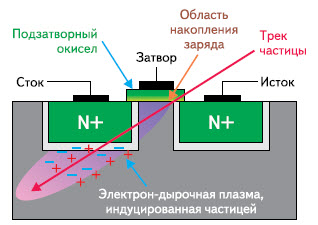 Подзатворный
окисел
Область
накопления
заряда
Трек
частицы
Затвор
Сток
Исток
N+
N+
Электрон-дырочная плазма,
индуцированная частицей